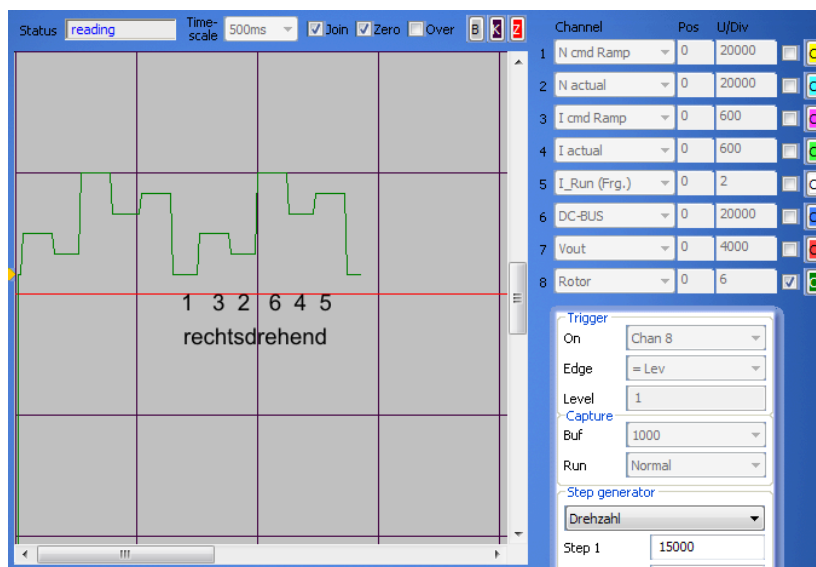 Status reading Time-scale 500ms Join Zero Over B K Z
1 3 2 6 4 5
rechtsdrehend
Channel Pos U/Div
1 N cmd Ramp 0 20000
2 N actual 0 20000
3 I cmd Ramp 0 600
4 I actual 0 600
5 I_Run (Frg.) 0 2
6 DC-BUS 0 20000
7 Vout 0 4000
8 Rotor 0 6
Trigger
On Chan 8
Edge = Lev
Level 1
Capture
Buf 1000
Run Normal
Step generator
Drehzahl
Step 1 15000